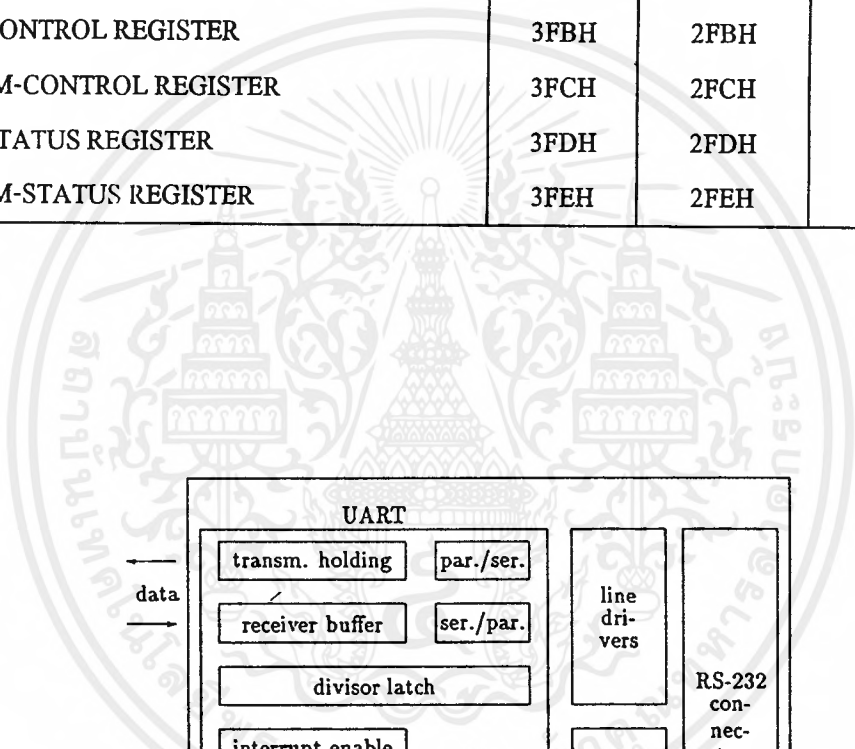 ONTROL REGISTER 3FBH 2FBH
M-CONTROL REGISTER 3FCH 2FCH
TATUS REGISTER 3FDH 2FDH
M-STATUS REGISTER 3FEH 2FEH
UART
transm. holding par./ser.
data
receiver buffer ser./par.
line
dri-
vers
divisor latch
RS-232
con-
nec-
interrupt enable